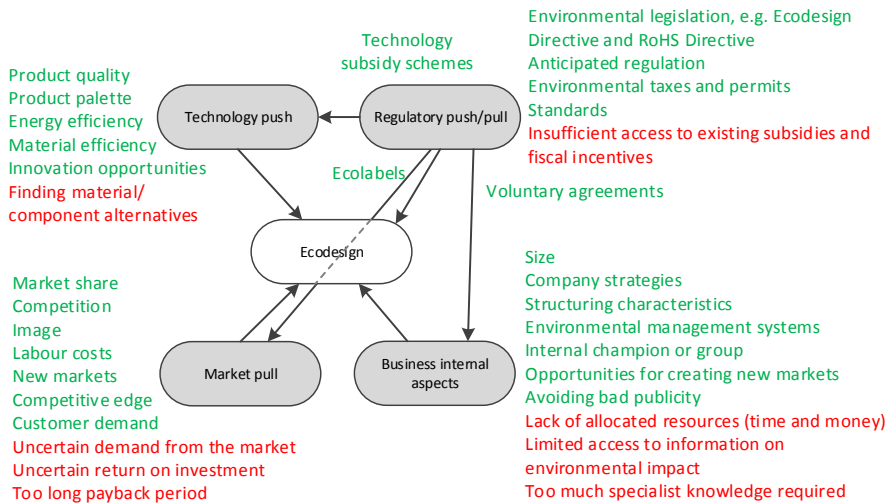 Environmental legislation, e.g. Ecodesign
Directive and RoHS Directive
Anticipated regulation
Environmental taxes and permits
Standards
Insufficient access to existing subsidies and
fiscal incentives
Technology
subsidy schemes
Product quality
Product palette
Energy efficiency
Material efficiency
Innovation opportunities
Finding material/
component alternatives
Technology push
Regulatory push/pull
Ecolabels
Voluntary agreements
Ecodesign
Market share
Competition
Image
Labour costs
New markets
Competitive edge
Customer demand
Uncertain demand from the market
Uncertain return on investment
Too long payback period
Market pull
Business internal
aspects
Size
Company strategies
Structuring characteristics
Environmental management systems
Internal champion or group
Opportunities for creating new markets
Avoiding bad publicity
Lack of allocated resources (time and money)
Limited access to information on
environmental impact
Too much specialist knowledge required